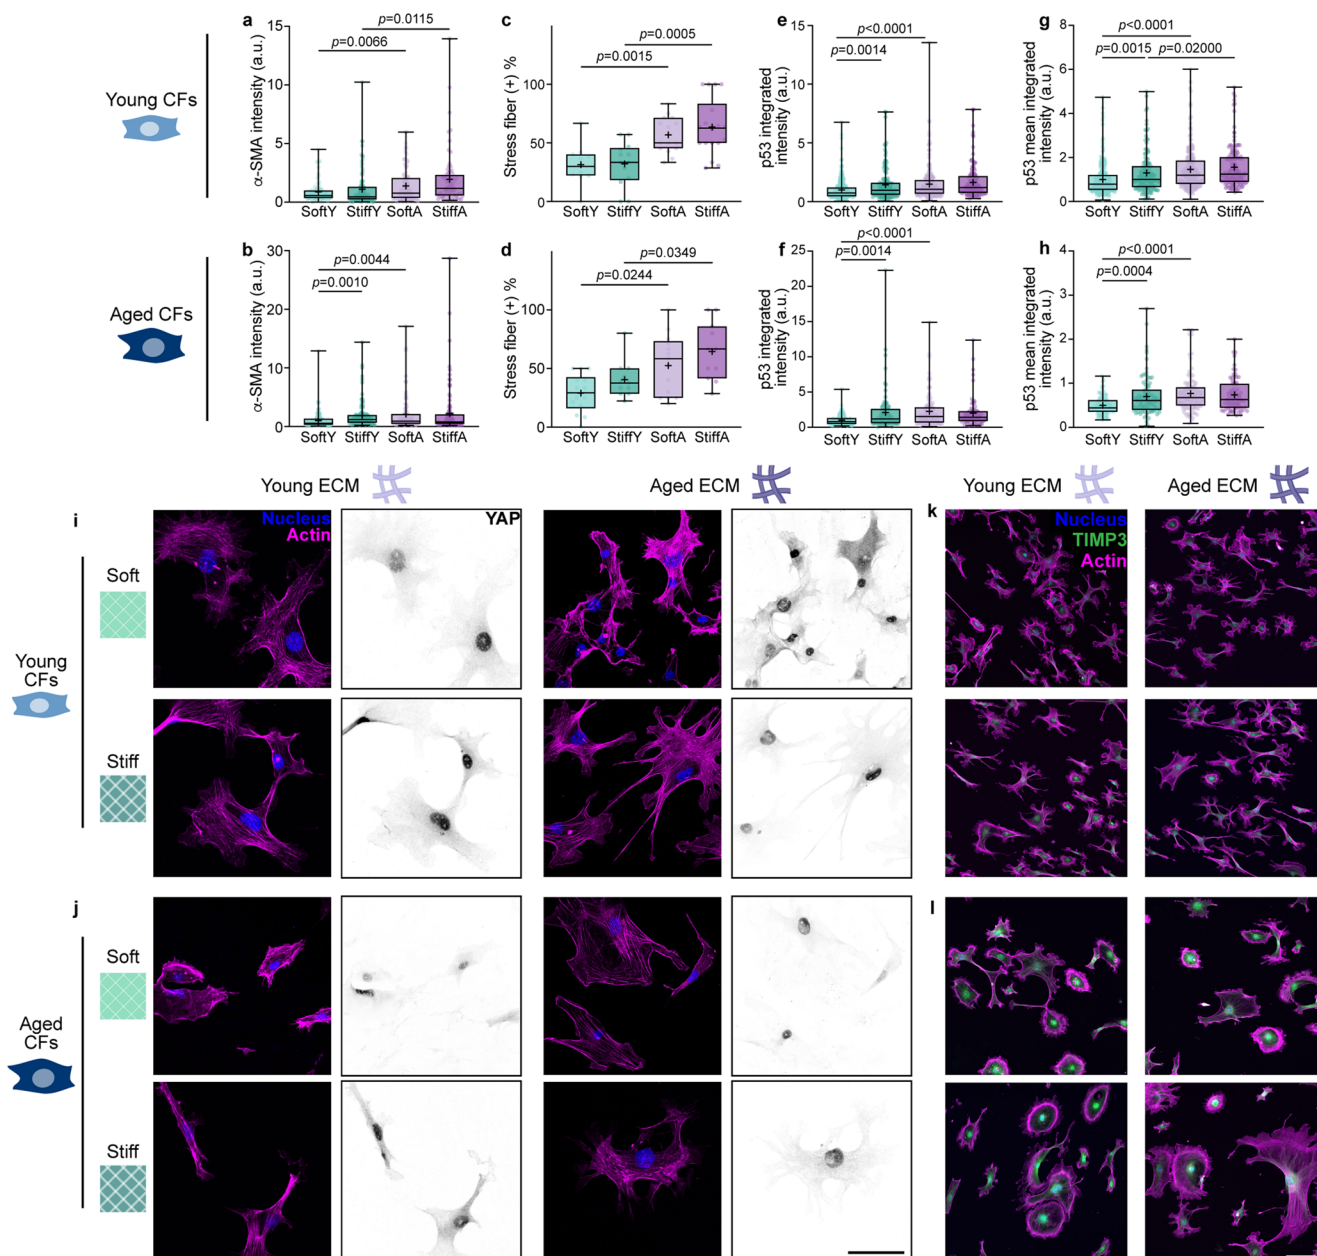 a
p=0.0115
p=0.0066
α-SMA intensity (a.u.)
15
10
5
0
SoftY StiffY SoftA StiffA
c
p=0.0005
p=0.0015
Stress fiber (+) %
100
50
0
SoftY StiffY SoftA StiffA
e
p<0.0001
p=0.0014
p53 integrated
intensity (a.u.)
15
10
5
0
SoftY StiffY SoftA StiffA
g
p<0.0001
p=0.0015 p=0.02000
p53 mean integrated
intensity (a.u.)
8
6
4
2
0
SoftY StiffY SoftA StiffA
Young CFs
b
p=0.0044
p=0.0010
α-SMA intensity (a.u.)
30
20
10
0
SoftY StiffY SoftA StiffA
d
p=0.0349
p=0.0244
Stress fiber (+) %
100
50
0
SoftY StiffY SoftA StiffA
f
p<0.0001
p=0.0014
p53 integrated
intensity (a.u.)
25
20
15
10
5
0
SoftY StiffY SoftA StiffA
h
p<0.0001
p=0.0004
p53 mean integrated
intensity (a.u.)
4
3
2
1
0
SoftY StiffY SoftA StiffA
Aged CFs
Young ECM
Aged ECM
Young ECM
Aged ECM
i
Nucleus
Actin
YAP
k
Nucleus
TIMP3
Actin
Soft
Young
CFs
Stiff
j
l
Soft
Aged
CFs
Stiff